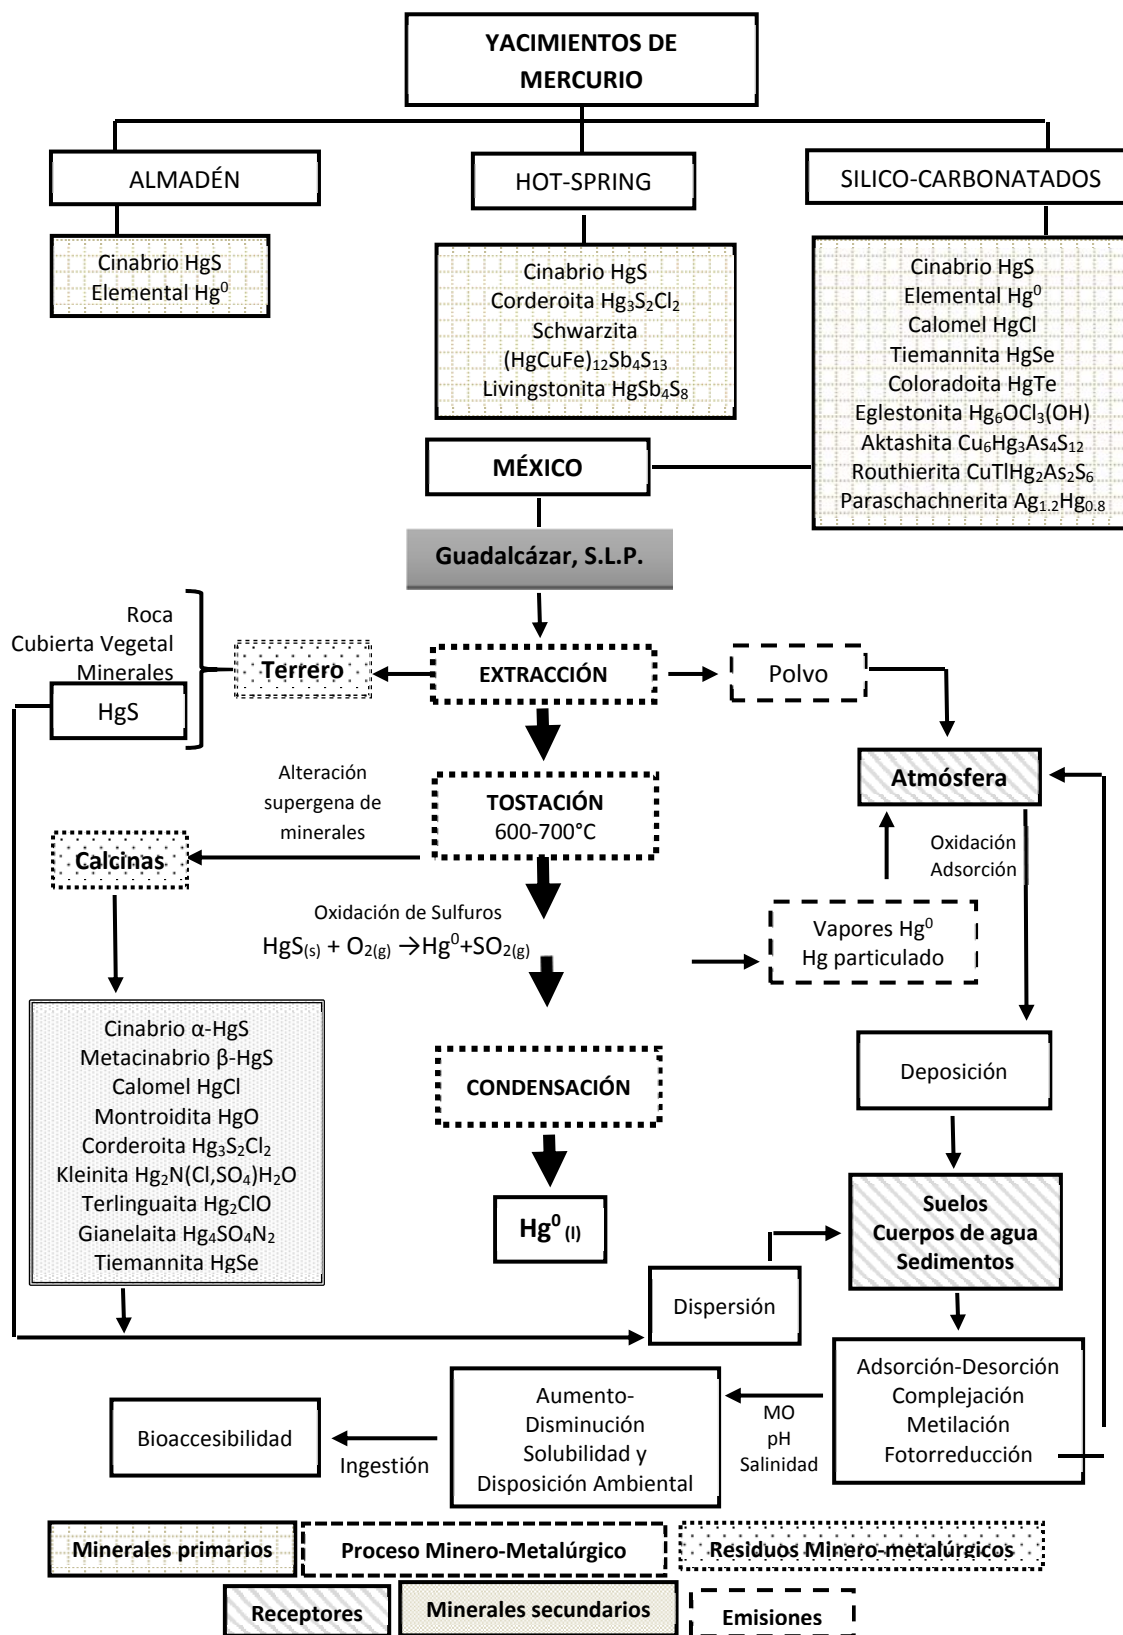 YACIMIENTOS DE
MERCURIO
ALMADÉN
HOT-SPRING
SILICO-CARBONATADOS
Cinabrio HgS
Elemental Hg⁰
Cinabrio HgS
Corderoita Hg₃S₂Cl₂
Schwarzita
(HgCuFe)₁₂Sb₄S₁₃
Livingstonita HgSb₄S₈
Cinabrio HgS
Elemental Hg⁰
Calomel HgCl
Tiemannita HgSe
Coloradoita HgTe
Eglestonita Hg₆OCl₃(OH)
Aktashita Cu₆Hg₃As₄S₁₂
Routhierita CuTlHg₂As₂S₆
Paraschachnerita Ag₁.₂Hg₀.₈
MÉXICO
Guadalcázar, S.L.P.
Roca
Cubierta Vegetal
Minerales
HgS
Terrero
EXTRACCIÓN
Polvo
Atmósfera
Alteración
supergena de
minerales
TOSTACIÓN
600-700°C
Calcinas
Oxidación
Adsorción
Oxidación de Sulfuros
HgS(s) + O₂(g) →Hg⁰+SO₂(g)
Vapores Hg⁰
Hg particulado
Cinabrio α-HgS
Metacinabrio β-HgS
Calomel HgCl
Montroidita HgO
Corderoita Hg₃S₂Cl₂
Kleinita Hg₂N(Cl,SO₄)H₂O
Terlinguaita Hg₂ClO
Gianelaita Hg₄SO₄N₂
Tiemannita HgSe
CONDENSACIÓN
Deposición
Hg⁰ (l)
Suelos
Cuerpos de agua
Sedimentos
Dispersión
Adsorción-Desorción
Complejación
Metilación
Fotorreducción
MO
pH
Salinidad
Aumento-
Disminución
Solubilidad y
Disposición Ambiental
Ingestión
Bioaccesibilidad
Minerales primarios
Proceso Minero-Metalúrgico
Residuos Minero-metalúrgicos
Receptores
Minerales secundarios
Emisiones